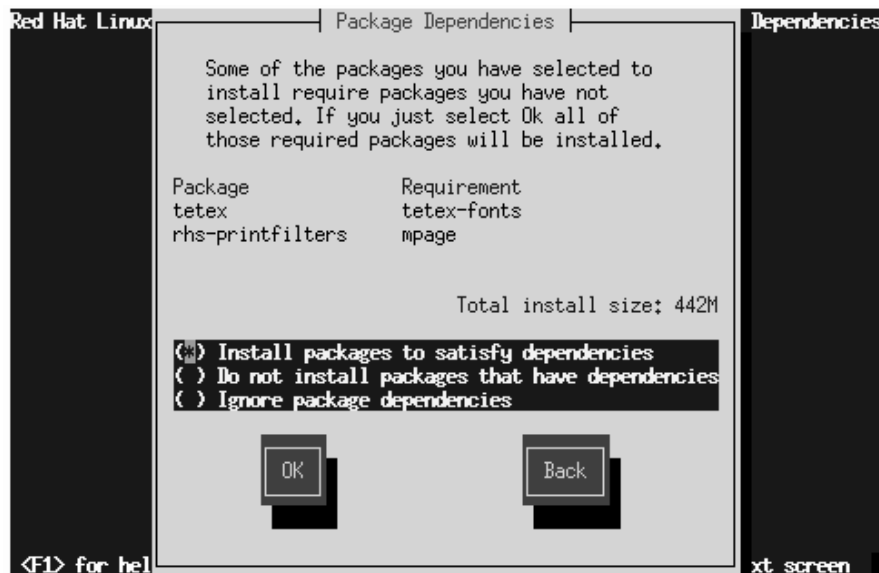 Red Hat Linux Package Dependencies Dependencies
Some of the packages you have selected to
install require packages you have not
selected. If you just select Ok all of
those required packages will be installed.
Package Requirement
tetex tetex-fonts
rhs-printfilters mpage
Total install size: 442M
(*) Install packages to satisfy dependencies
( ) Do not install packages that have dependencies
( ) Ignore package dependencies
OK Back
<F1> for hel xt screen